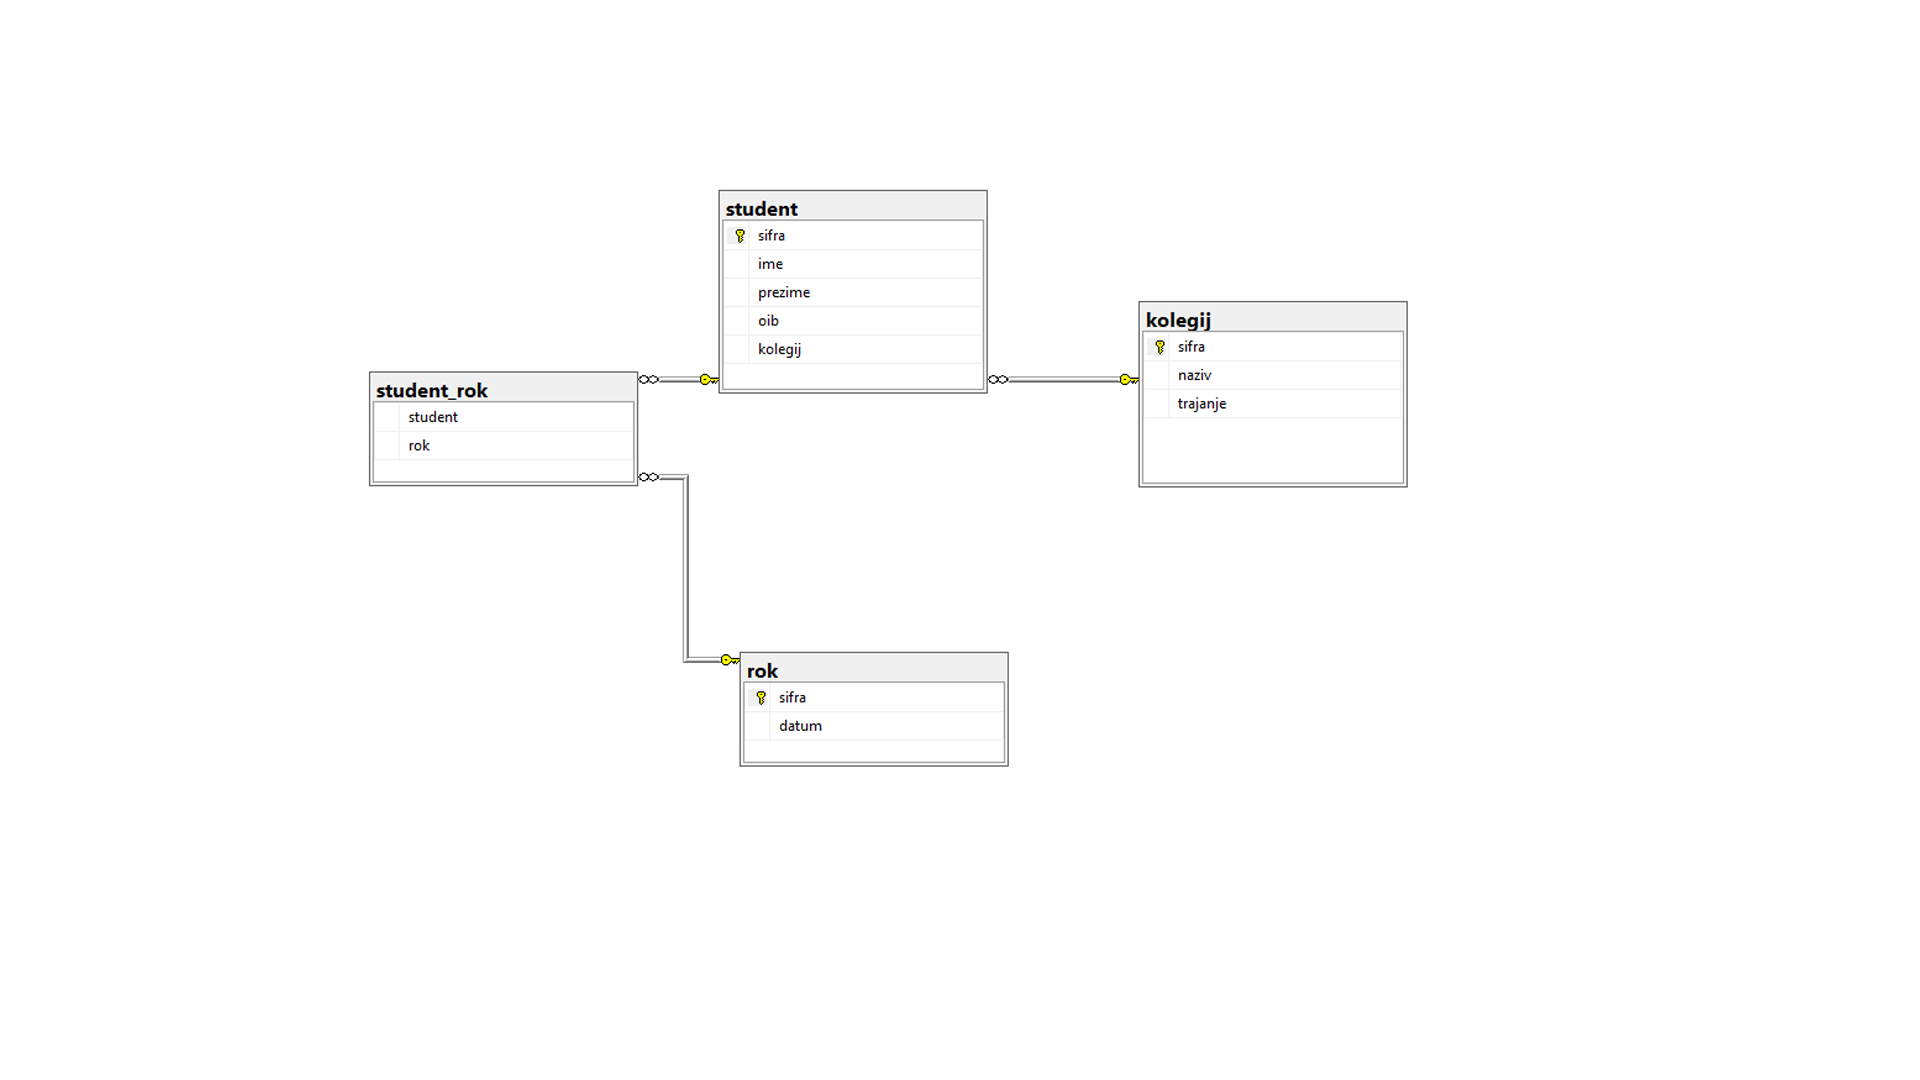 student
sifra
ime
prezime
oib
kolegij
kolegij
sifra
naziv
trajanje
student_rok
student
rok
rok
sifra
datum